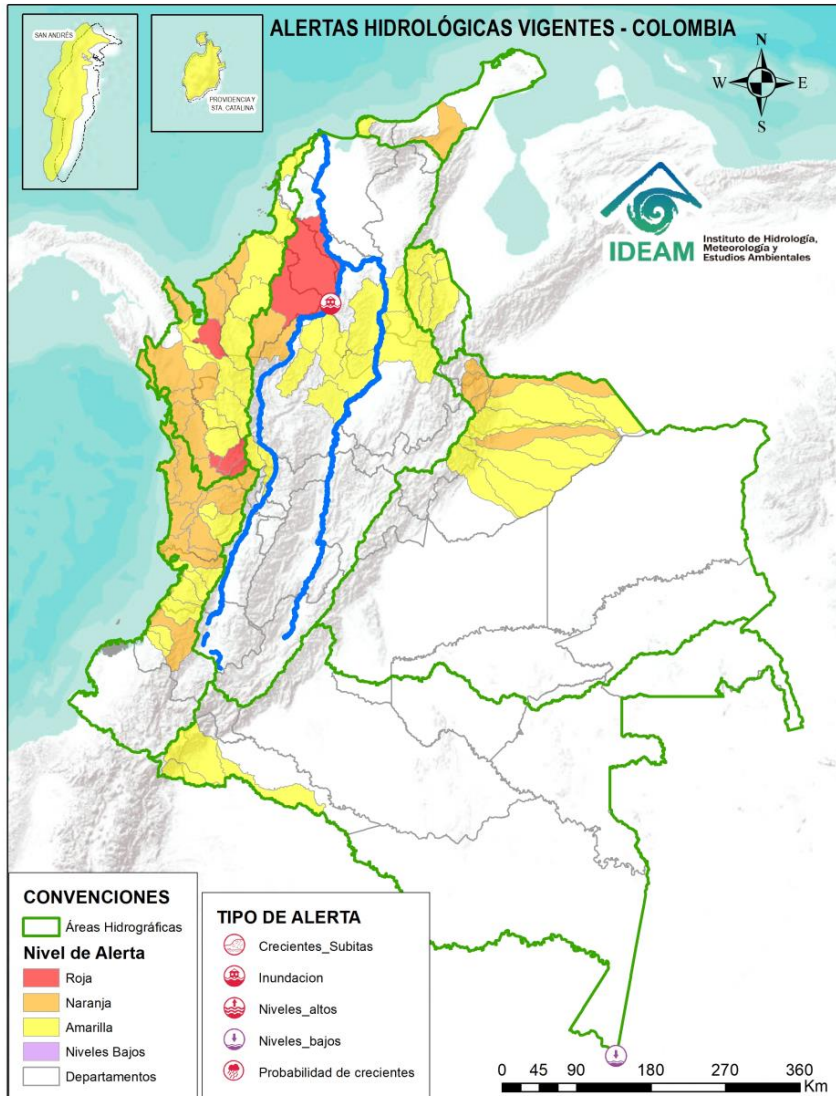 ALERTAS HIDROLÓGICAS VIGENTES - COLOMBIA
SAN ANDRÉS
PROVIDENCIA Y
STA. CATALINA
N
W E
S
IDEAM
Instituto de Hidrología,
Meteorología y
Estudios Ambientales
CONVENCIONES
Áreas Hidrográficas
Nivel de Alerta
Roja
Naranja
Amarilla
Niveles Bajos
Departamentos
TIPO DE ALERTA
Crecientes_Subitas
Inundacion
Niveles_altos
Niveles_bajos
Probabilidad de crecientes
0 45 90 180 270 360
Km